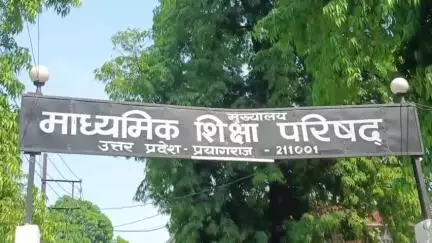 मुख्यालय
माध्यमिक शिक्षा परिषद्
उत्तर प्रदेश - प्रयागराज - 211001